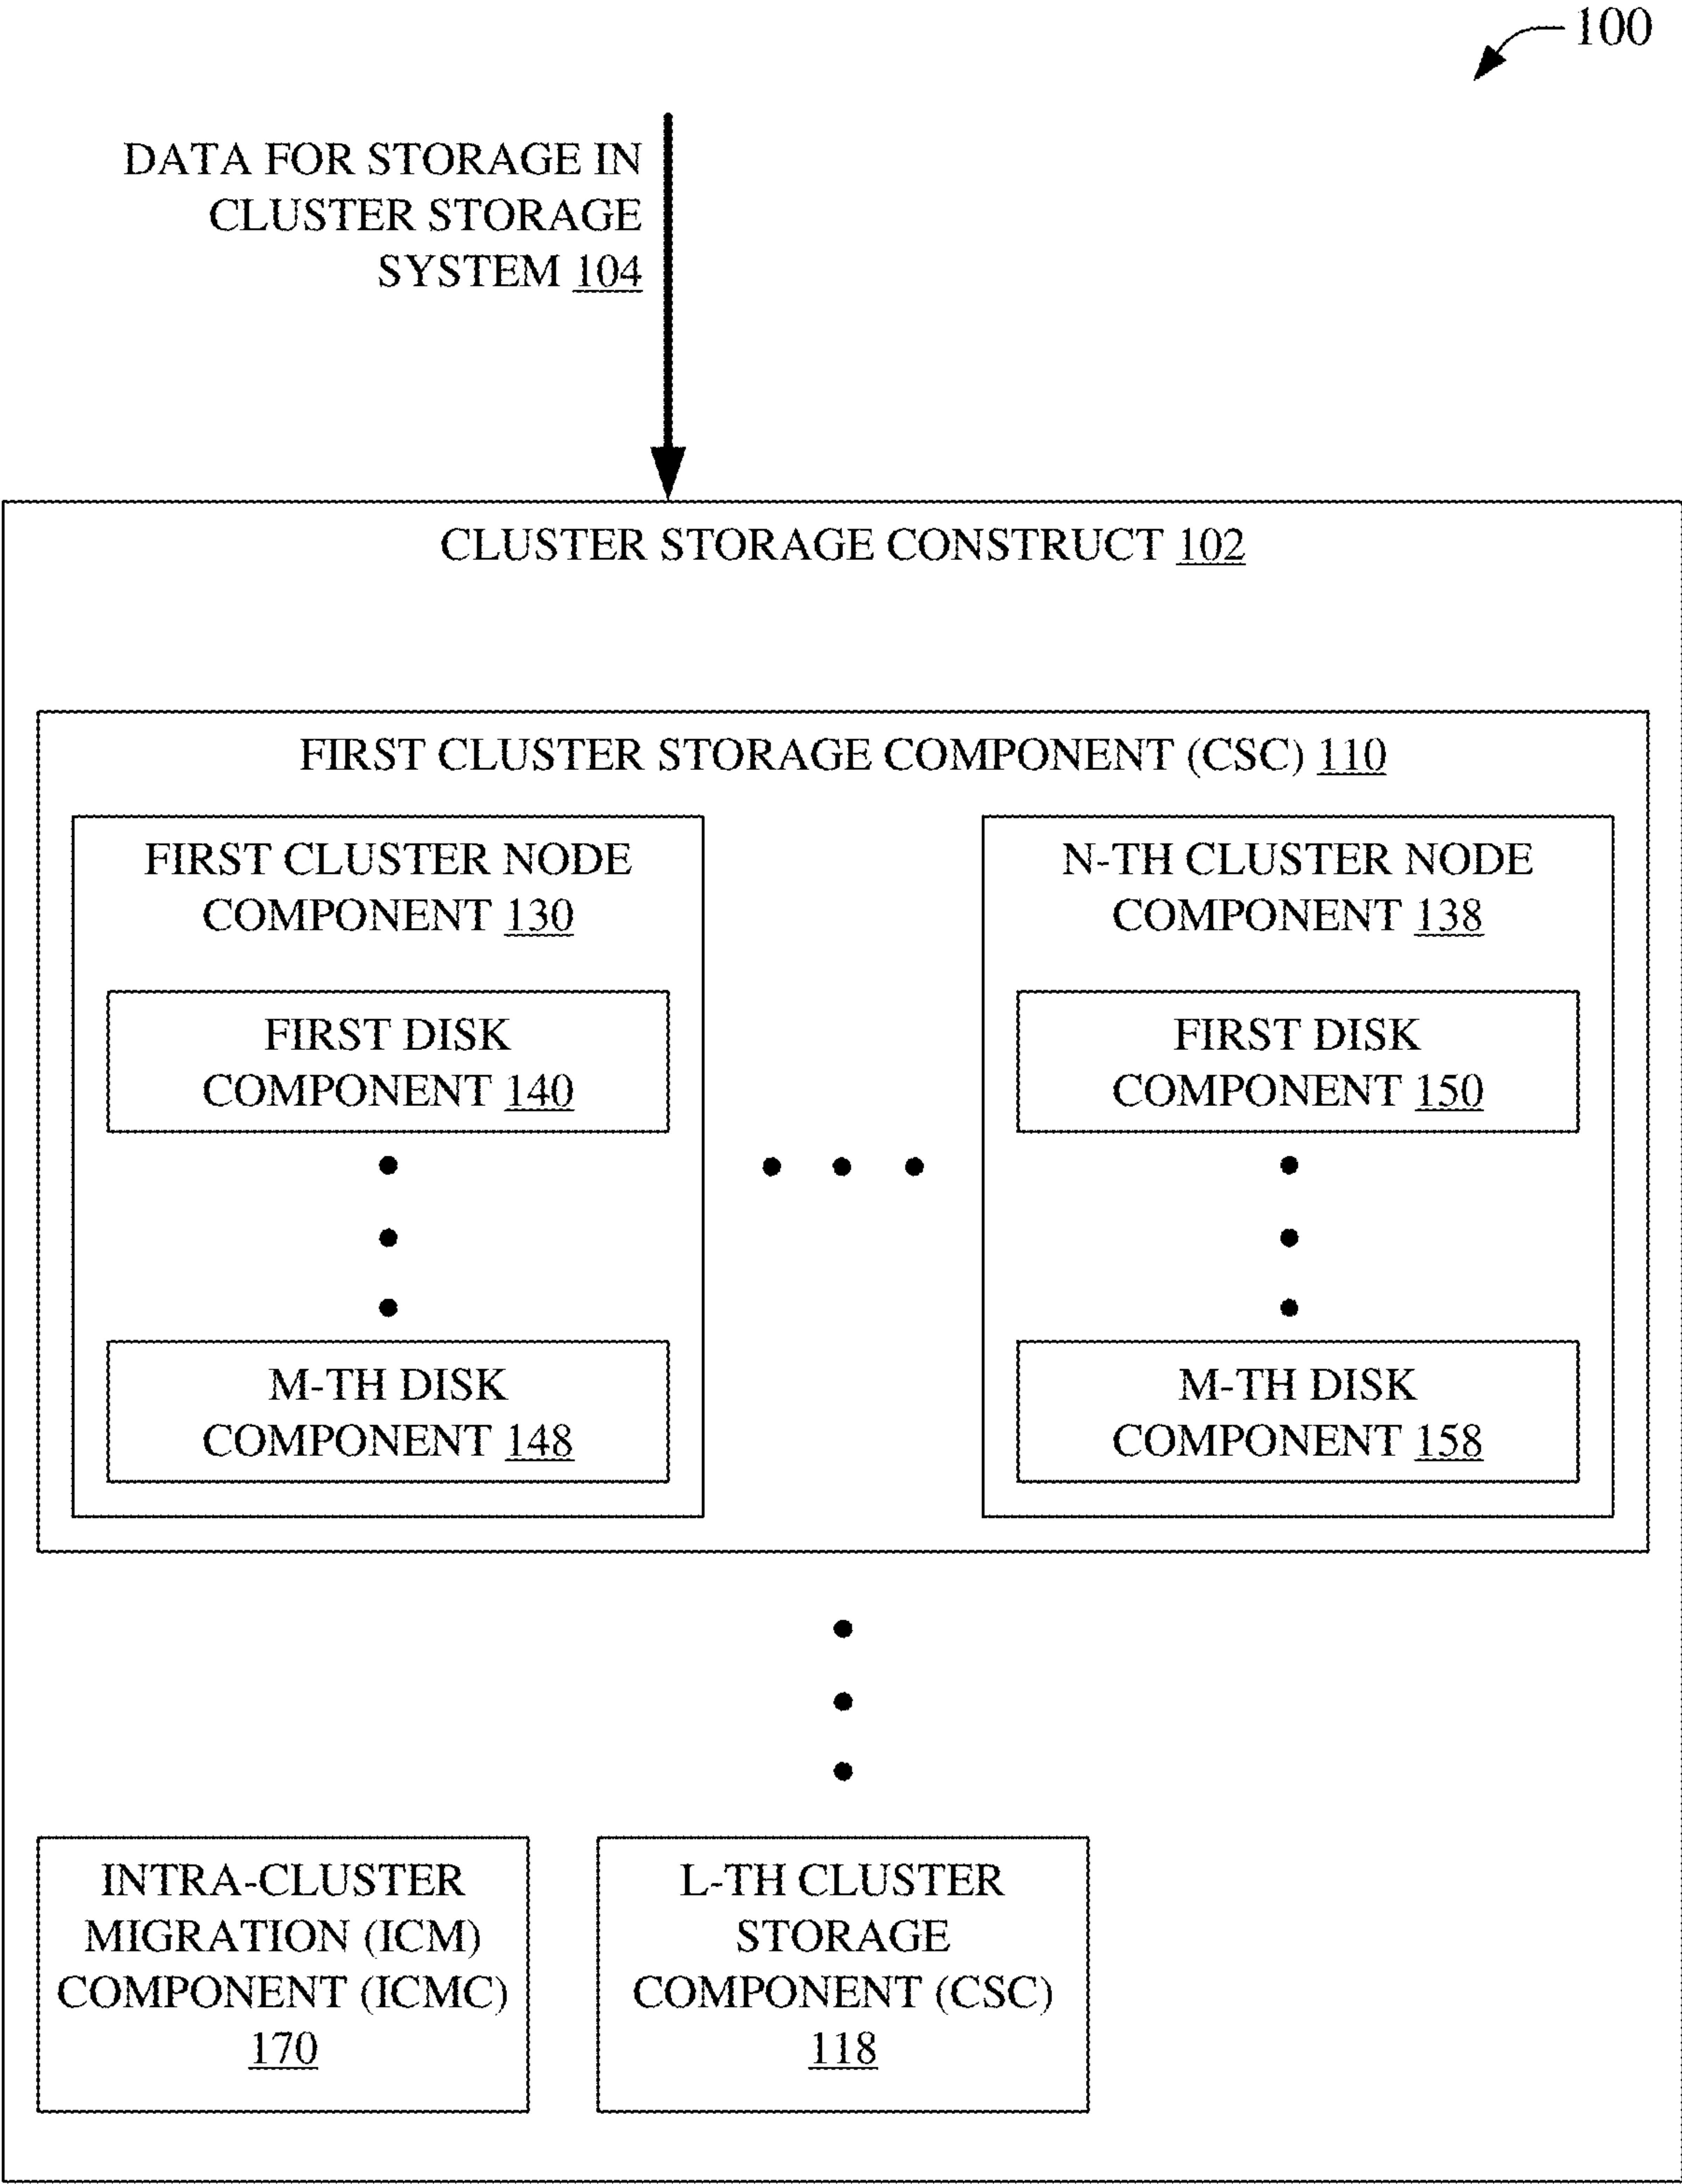 100
DATA FOR STORAGE IN
CLUSTER STORAGE
SYSTEM 104
CLUSTER STORAGE CONSTRUCT 102
FIRST CLUSTER STORAGE COMPONENT (CSC) 110
FIRST CLUSTER NODE
COMPONENT 130
FIRST DISK
COMPONENT 140
M-TH DISK
COMPONENT 148
N-TH CLUSTER NODE
COMPONENT 138
FIRST DISK
COMPONENT 150
M-TH DISK
COMPONENT 158
INTRA-CLUSTER
MIGRATION (ICM)
COMPONENT (ICMC)
170
L-TH CLUSTER
STORAGE
COMPONENT (CSC)
118